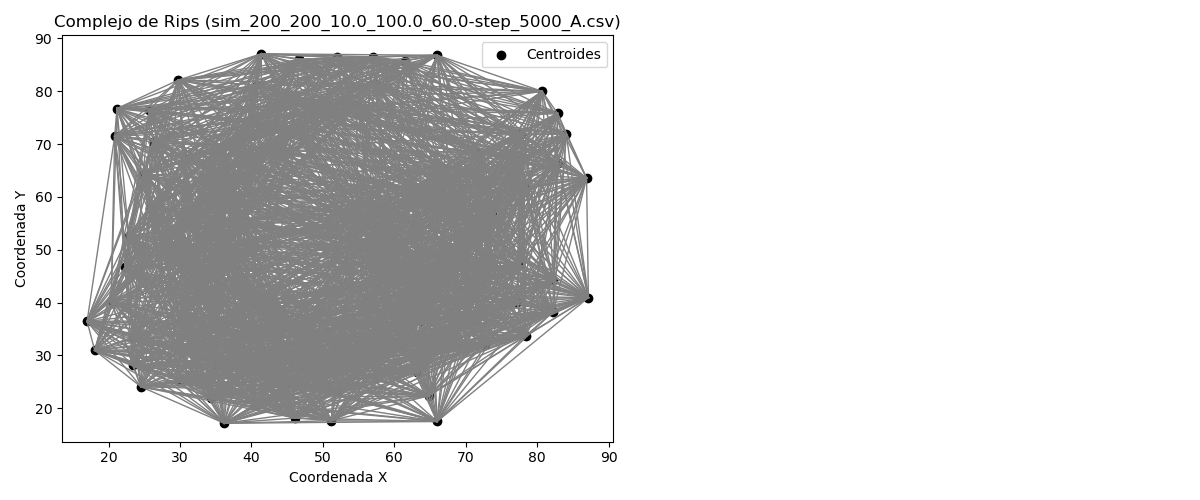 Complejo de Rips (sim_200_200_10.0_100.0_60.0-step_5000_A.csv)
Centroides
90
80
70
60
50
40
30
20
Coordenada Y
20 30 40 50 60 70 80 90
Coordenada X